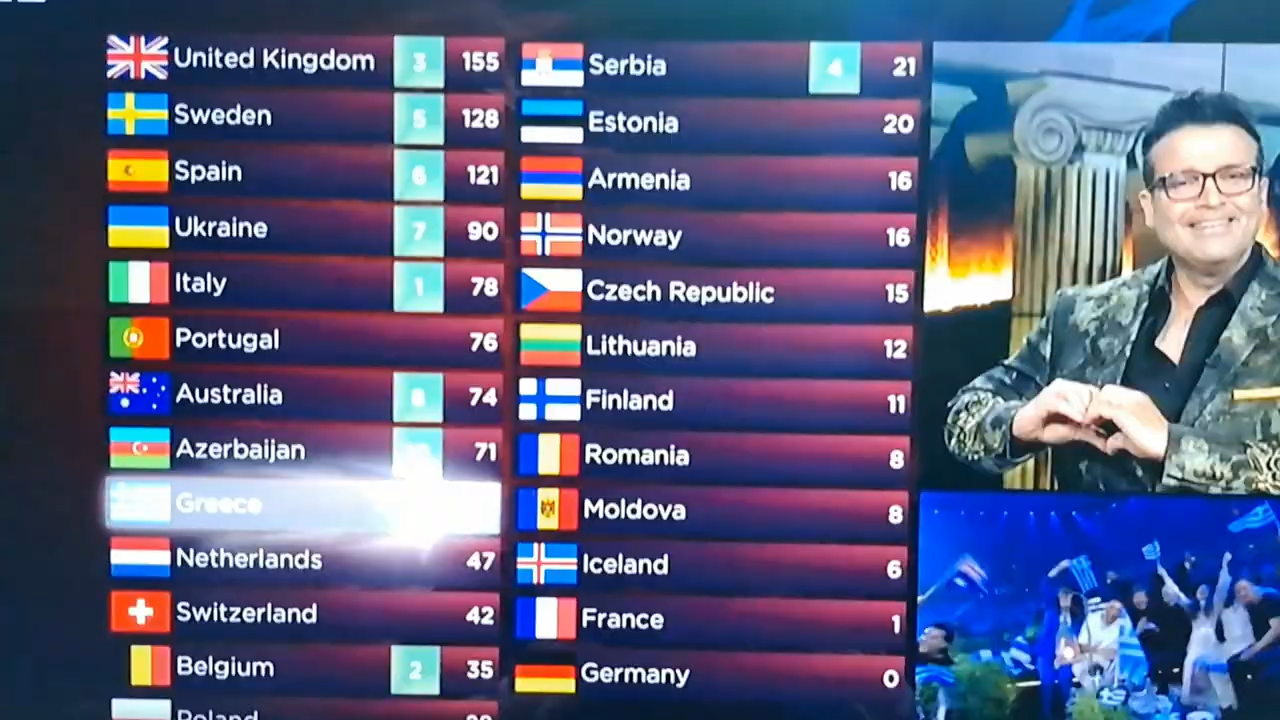 United Kingdom 3 155
Sweden 5 128
Spain 6 121
Ukraine 7 90
Italy 1 78
Portugal 76
Australia 8 74
Azerbaijan 71
Greece
Netherlands 47
Switzerland 42
Belgium 2 35
Poland
Serbia 4 21
Estonia 20
Armenia 16
Norway 16
Czech Republic 15
Lithuania 12
Finland 11
Romania 8
Moldova 8
Iceland 6
France 1
Germany 0